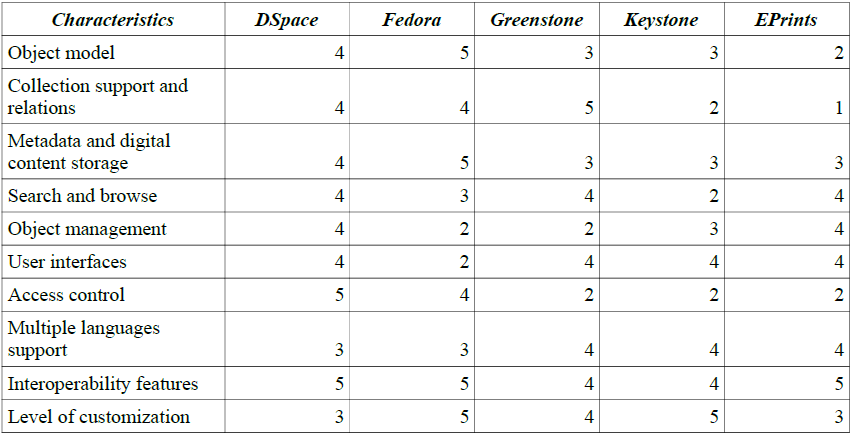 Characteristics DSpace Fedora Greenstone Keystone EPrints
Object model 4 5 3 3 2
Collection support and
relations 4 4 5 2 1
Metadata and digital
content storage 4 5 3 3 3
Search and browse 4 3 4 2 4
Object management 4 2 2 3 4
User interfaces 4 2 4 4 4
Access control 5 4 2 2 2
Multiple languages
support 3 3 4 4 4
Interoperability features 5 5 4 4 5
Level of customization 3 5 4 5 3